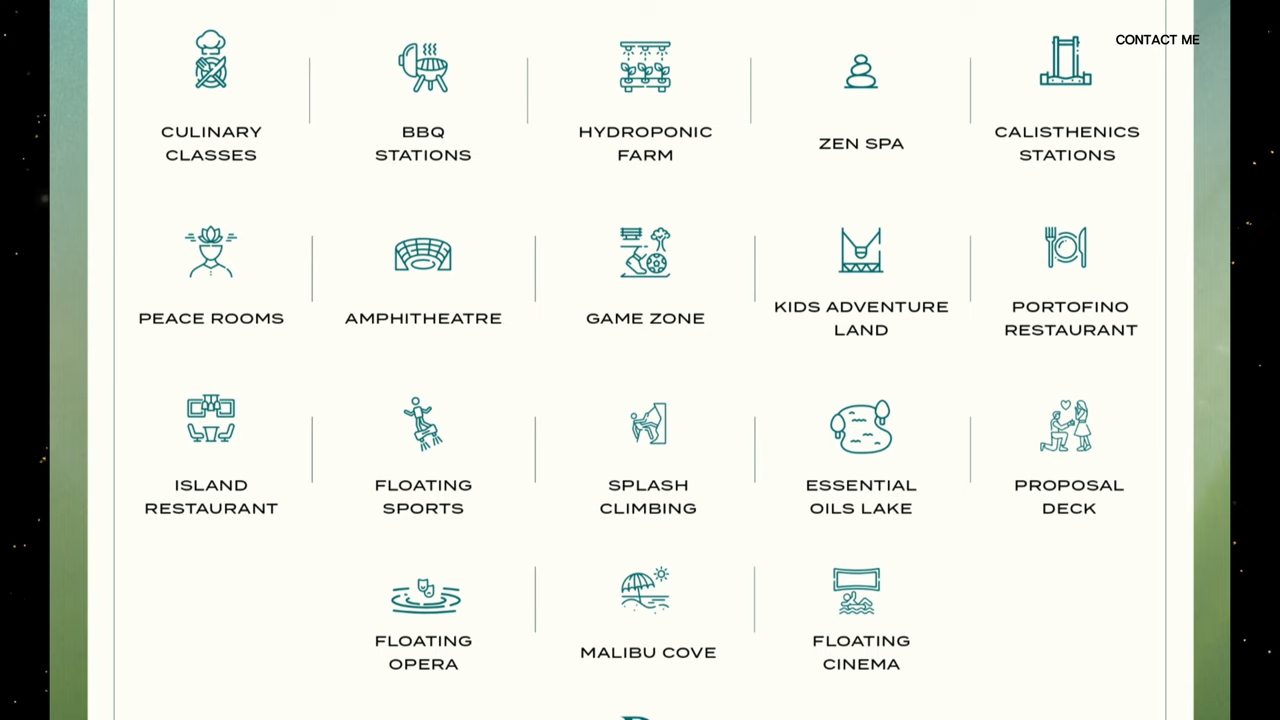 CONTACT ME
CULINARY
CLASSES
BBQ
STATIONS
HYDROPONIC
FARM
ZEN SPA
CALISTHENICS
STATIONS
PEACE ROOMS
AMPHITHEATRE
GAME ZONE
KIDS ADVENTURE
LAND
PORTOFINO
RESTAURANT
ISLAND
RESTAURANT
FLOATING
SPORTS
SPLASH
CLIMBING
ESSENTIAL
OILS LAKE
PROPOSAL
DECK
FLOATING
OPERA
MALIBU COVE
FLOATING
CINEMA